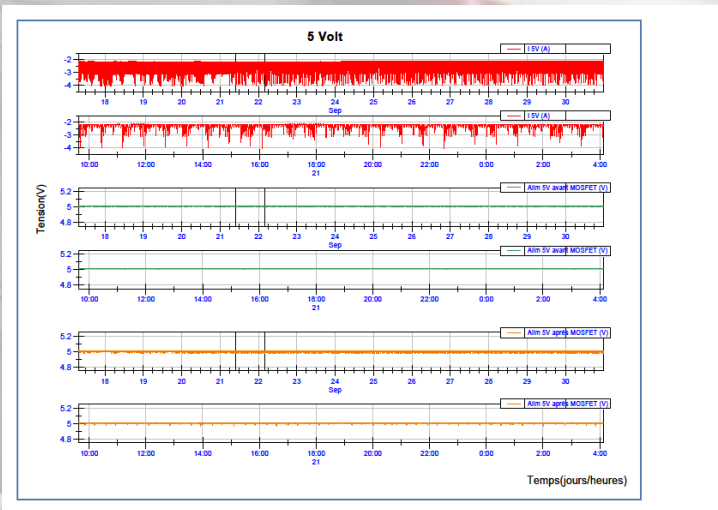 5 Volt
I 5V (A)
-2
-3
-4
18 19 20 21 22 23 24 25 26 27 28 29 30
Sep
I 5V (A)
-2
-3
-4
10:00 12:00 14:00 16:00 18:00 20:00 22:00 0:00 2:00 4:00
21
Tension(V)
Alim 5V avant MOSFET (V)
5.2
5
4.8
18 19 20 21 22 23 24 25 26 27 28 29 30
Sep
Alim 5V avant MOSFET (V)
5.2
5
4.8
10:00 12:00 14:00 16:00 18:00 20:00 22:00 0:00 2:00 4:00
21
Alim 5V après MOSFET (V)
5.2
5
4.8
18 19 20 21 22 23 24 25 26 27 28 29 30
Sep
Alim 5V après MOSFET (V)
5.2
5
4.8
10:00 12:00 14:00 16:00 18:00 20:00 22:00 0:00 2:00 4:00
21
Temps(jours/heures)